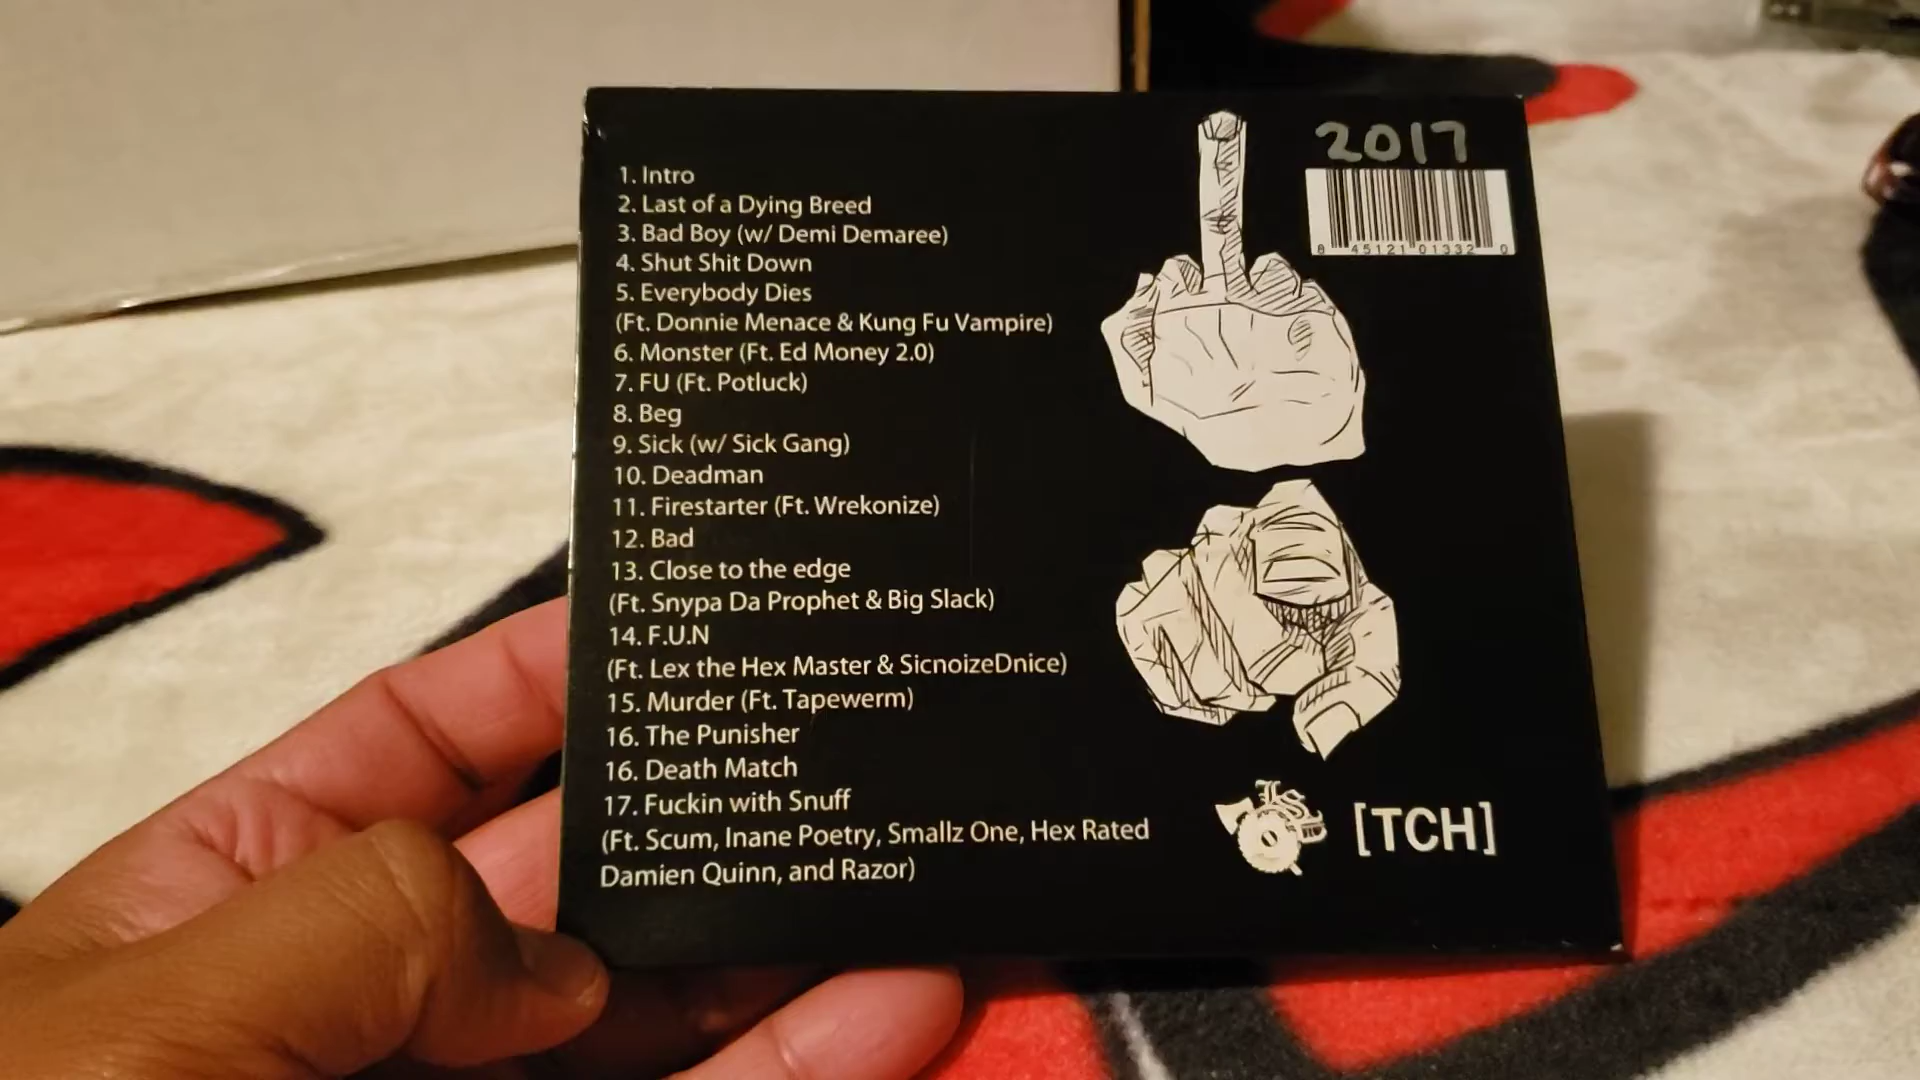 2017
1. Intro
2. Last of a Dying Breed
3. Bad Boy (w/ Demi Demaree)
4. Shut Shit Down
5. Everybody Dies
(Ft. Donnie Menace & Kung Fu Vampire)
6. Monster (Ft. Ed Money 2.0)
7. FU (Ft. Potluck)
8. Beg
9. Sick (w/ Sick Gang)
10. Deadman
11. Firestarter (Ft. Wrekonize)
12. Bad
13. Close to the edge
(Ft. Snypa Da Prophet & Big Slack)
14. F.U.N
(Ft. Lex the Hex Master & SicnoizeDnice)
15. Murder (Ft. Tapewerm)
16. The Punisher
16. Death Match
17. Fuckin with Snuff
(Ft. Scum, Inane Poetry, Smallz One, Hex Rated
Damien Quinn, and Razor)
8 45121 01332 0
[TCH]